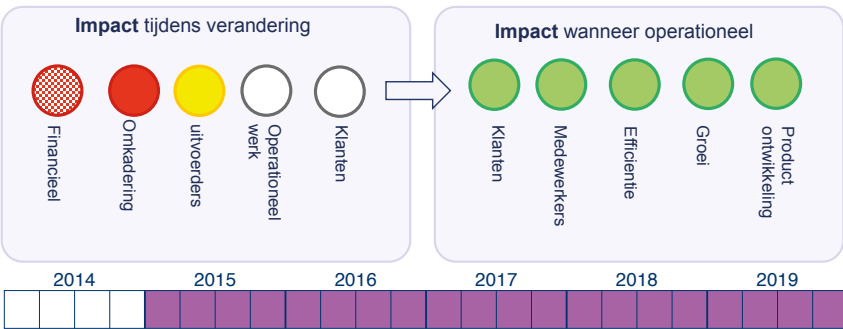 Impact tijdens verandering
Financieel
Omkadering
uitvoerders
Operationeel
werk
Klanten
Impact wanneer operationeel
Klanten
Medewerkers
Efficientie
Groei
Product
ontwikkeling
2014 2015 2016 2017 2018 2019